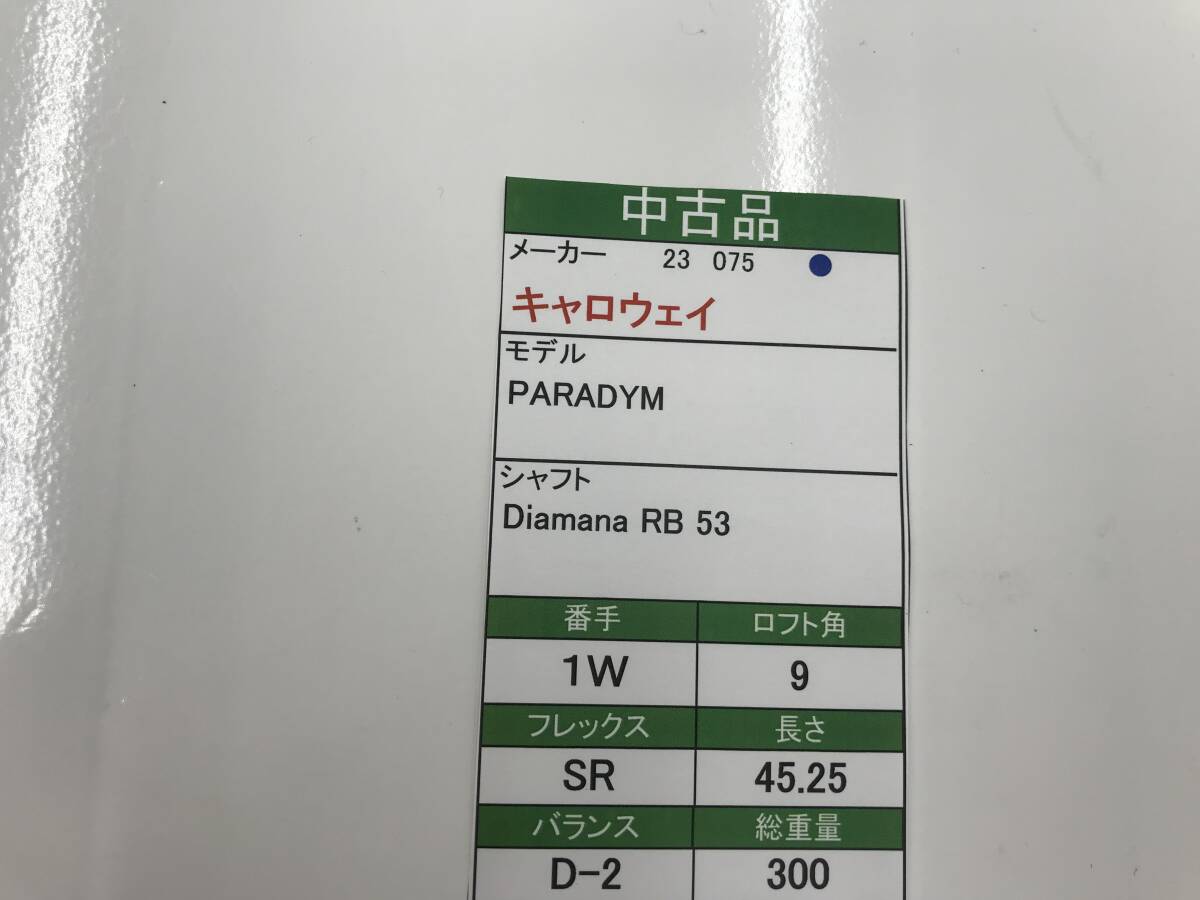 中古品
メーカー 23 075
キャロウェイ
モデル
PARADYM
シャフト
Diamana RB 53
番手 ロフト角
1W 9
フレックス 長さ
SR 45.25
バランス 総重量
D-2 300